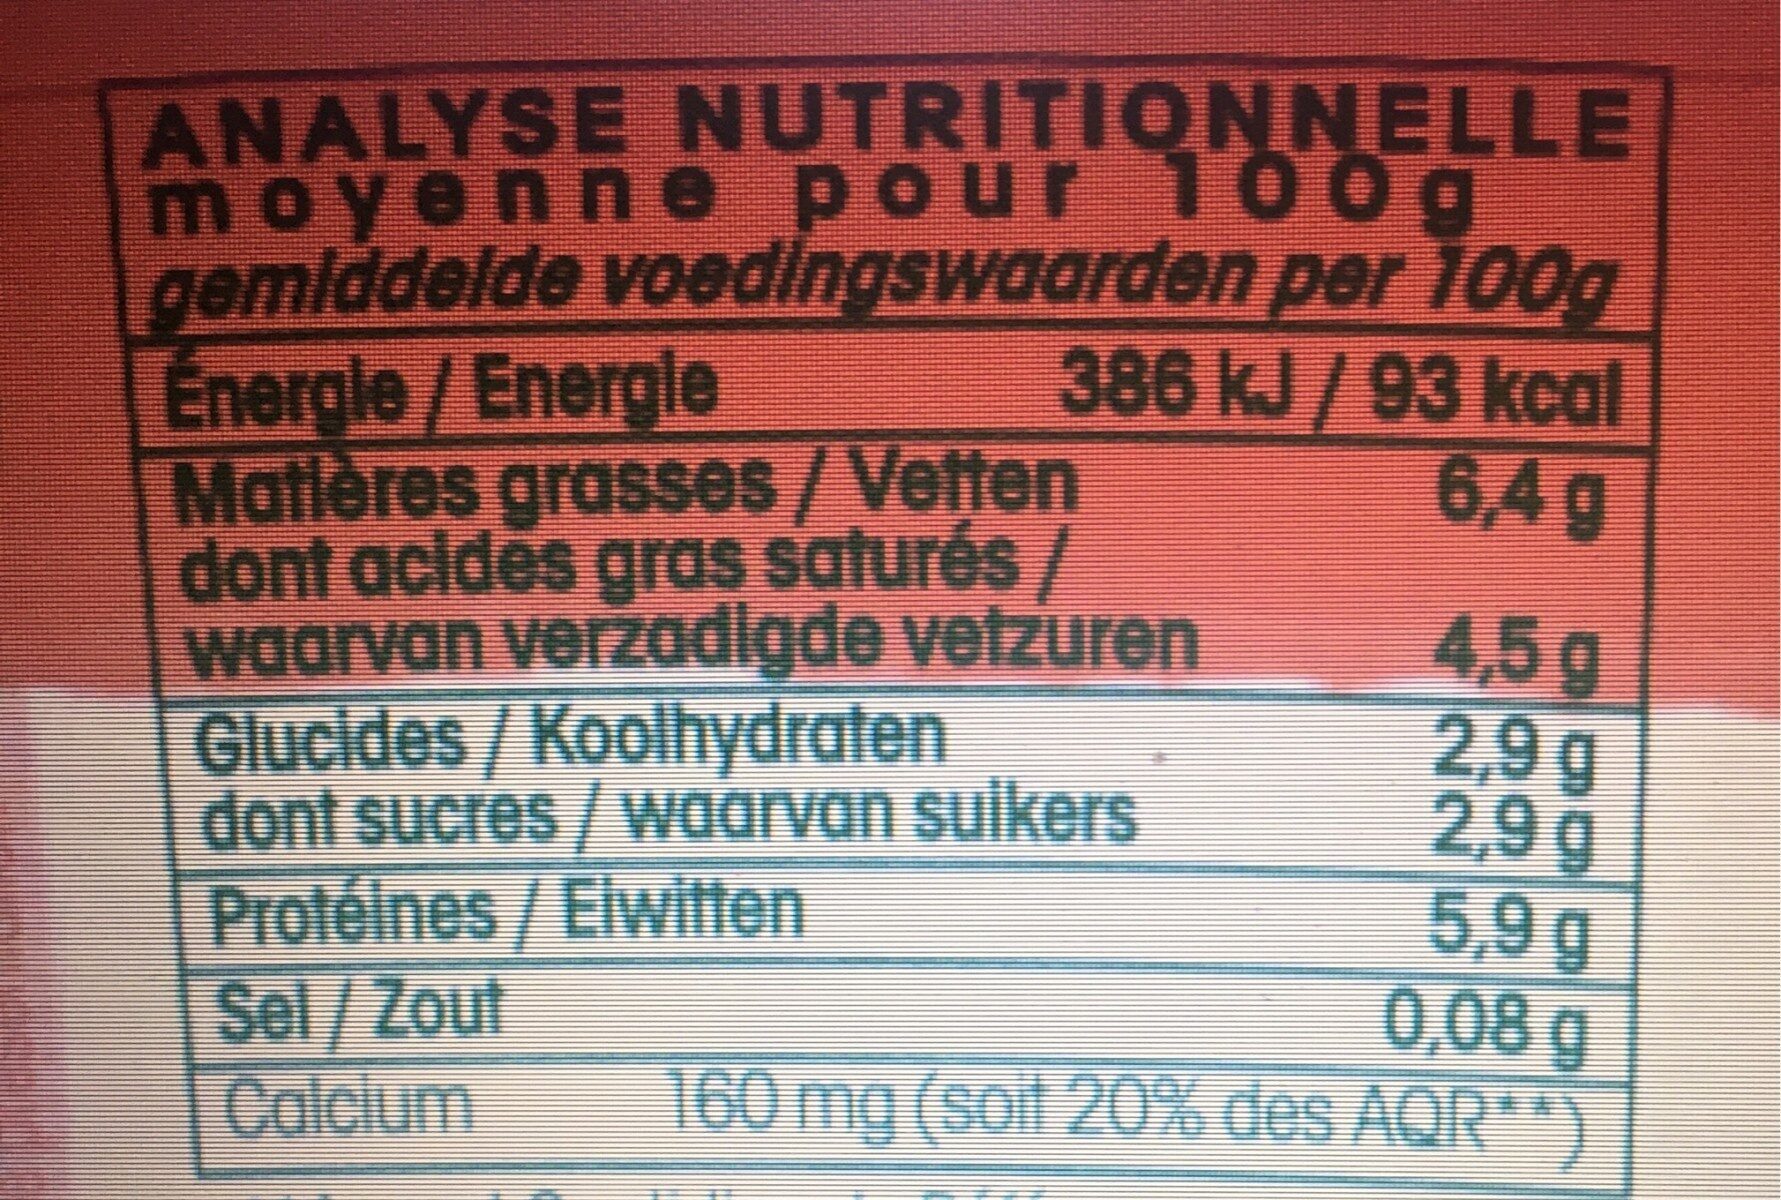 ANALYSE NUTRITIONNELLE
moyenne pour 100g
gemiddelde voedingswaarden per 100g
Énergie / Energie 386 kJ / 93 kcal
Matières grasses / Vetten 6,4 g
dont acides gras saturés /
waarvan verzadigde vetzuren 4,5 g
Glucides / Koolhydraten 2,9 g
dont sucres / waarvan suikers 2,9 g
Protéines / Eiwitten 5,9 g
Sel / Zout 0,08 g
Calcium 160 mg (soit 20% des AQR**)